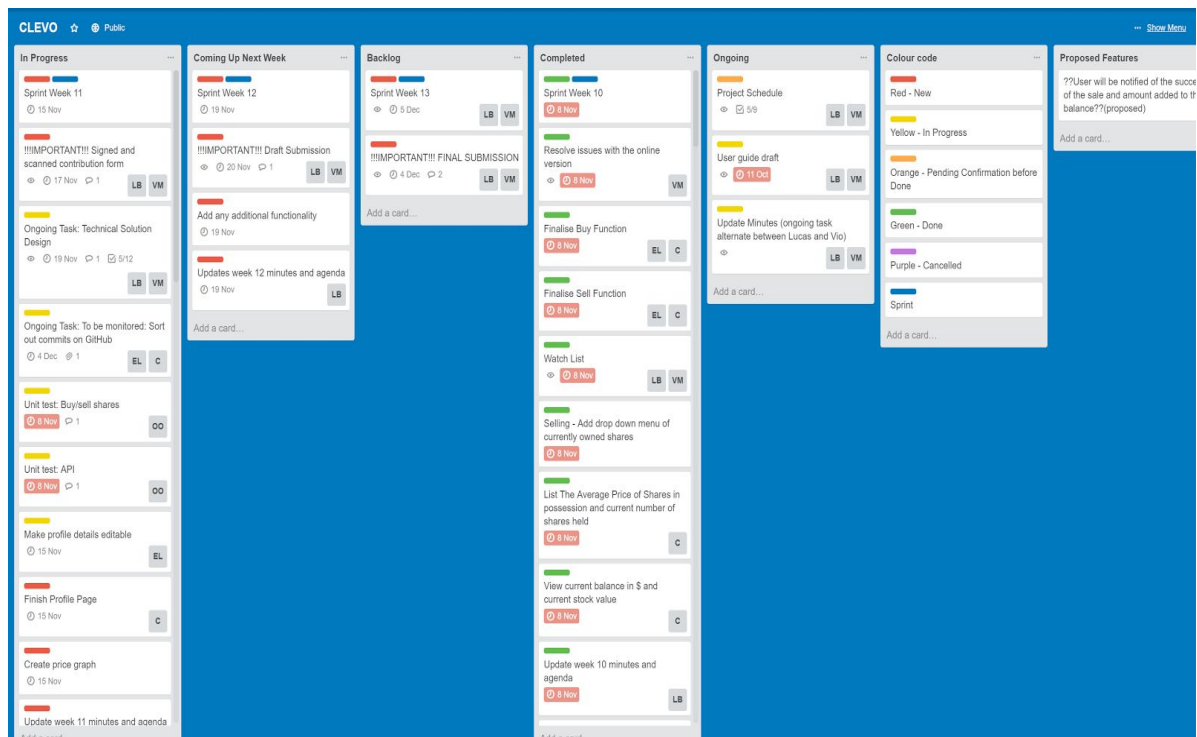 CLEVO
Public
Show Menu
In Progress
Sprint Week 11
15 Nov
!!!IMPORTANT!!! Signed and
scanned contribution form
17 Nov 1
LB VM
Ongoing Task: Technical Solution
Design
19 Nov 1 5/12
LB VM
Ongoing Task: To be monitored: Sort
out commits on GitHub
4 Dec 1
EL C
Unit test: Buy/sell shares
8 Nov 1
OO
Unit test: API
8 Nov 1
OO
Make profile details editable
15 Nov
EL
Finish Profile Page
15 Nov
C
Create price graph
15 Nov
Update week 11 minutes and agenda
Coming Up Next Week
Sprint Week 12
19 Nov
!!!IMPORTANT!!! Draft Submission
20 Nov 1
LB VM
Add any additional functionality
19 Nov
Updates week 12 minutes and agenda
19 Nov
LB
Add a card...
Backlog
Sprint Week 13
5 Dec
LB VM
!!!IMPORTANT!!! FINAL SUBMISSION
4 Dec 2
LB VM
Add a card...
Completed
Sprint Week 10
8 Nov
Resolve issues with the online
version
8 Nov
VM
Finalise Buy Function
8 Nov
EL C
Finalise Sell Function
8 Nov
EL C
Watch List
8 Nov
LB VM
Selling - Add drop down menu of
currently owned shares
8 Nov
List The Average Price of Shares in
possession and current number of
shares held
8 Nov
C
View current balance in $ and
current stock value
8 Nov
C
Update week 10 minutes and
agenda
8 Nov
LB
Ongoing
Project Schedule
5/9
LB VM
User guide draft
11 Oct
LB VM
Update Minutes (ongoing task
alternate between Lucas and Vio)
LB VM
Add a card...
Colour code
Red - New
Yellow - In Progress
Orange - Pending Confirmation before
Done
Green - Done
Purple - Cancelled
Sprint
Add a card...
Proposed Features
??User will be notified of the succe
of the sale and amount added to th
balance??(proposed)
Add a card...